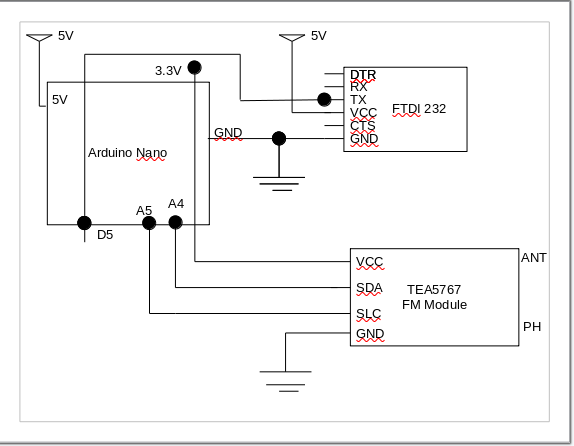 5V
5V
3.3V
DTR
RX
5V
TX
FTDI 232
VCC
CTS
GND
GND
Arduino Nano
A4
A5
D5
ANT
VCC
SDA
TEA5767
FM Module
SLC
PH
GND